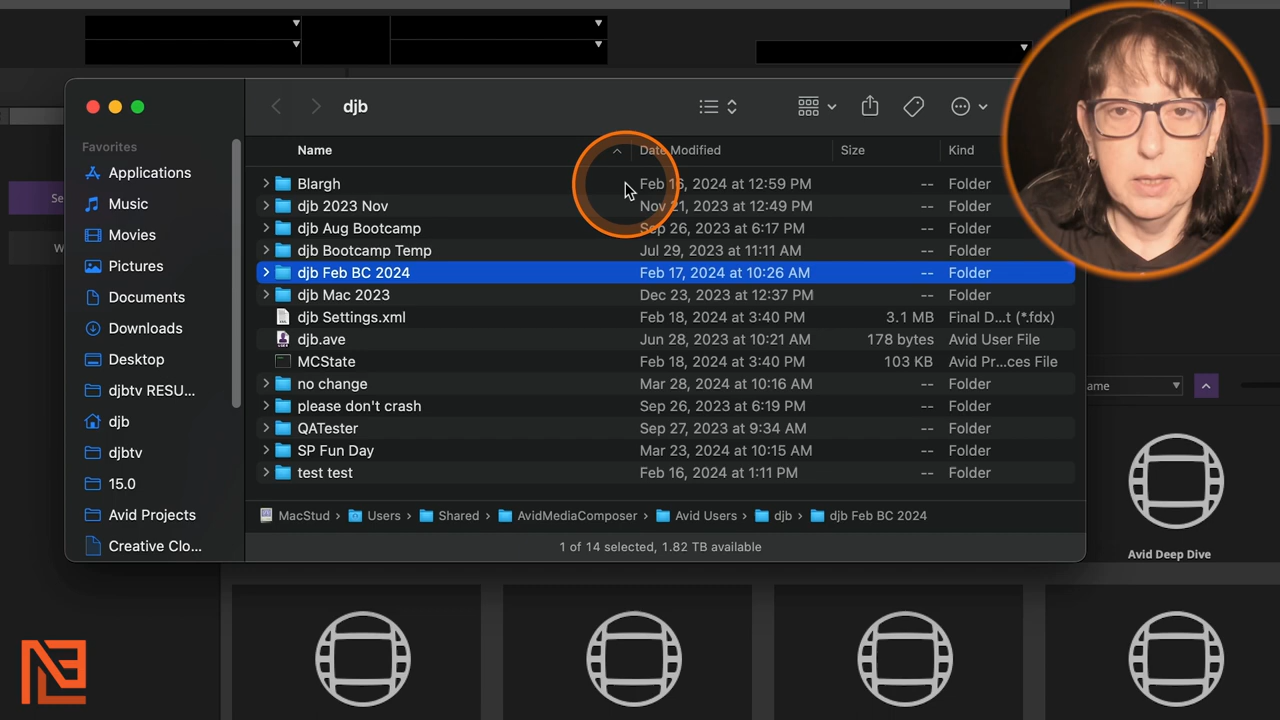 djb
Favorites
Applications
Music
Movies
Pictures
Documents
Downloads
Desktop
djbtv RESU...
djb
djbtv
15.0
Avid Projects
Creative Clo...
Name Date Modified Size Kind
Blargh Feb 16, 2024 at 12:59 PM -- Folder
djb 2023 Nov Nov 21, 2023 at 12:49 PM -- Folder
djb Aug Bootcamp Sep 26, 2023 at 6:17 PM -- Folder
djb Bootcamp Temp Jul 29, 2023 at 11:11 AM -- Folder
djb Feb BC 2024 Feb 17, 2024 at 10:26 AM -- Folder
djb Mac 2023 Dec 23, 2023 at 12:37 PM -- Folder
djb Settings.xml Feb 18, 2024 at 3:40 PM 3.1 MB Final D...t (*.fdx)
djb.ave Jun 28, 2023 at 10:21 AM 178 bytes Avid User File
MCState Feb 18, 2024 at 3:40 PM 103 KB Avid Pr...ces File
no change Mar 28, 2024 at 10:16 AM -- Folder
please don't crash Sep 26, 2023 at 6:19 PM -- Folder
QATester Sep 27, 2023 at 9:34 AM -- Folder
SP Fun Day Mar 23, 2024 at 10:15 AM -- Folder
test test Feb 16, 2024 at 1:11 PM -- Folder
MacStud › Users › Shared › AvidMediaComposer › Avid Users › djb › djb Feb BC 2024
1 of 14 selected, 1.82 TB available
Se
W
ame
Avid Deep Dive